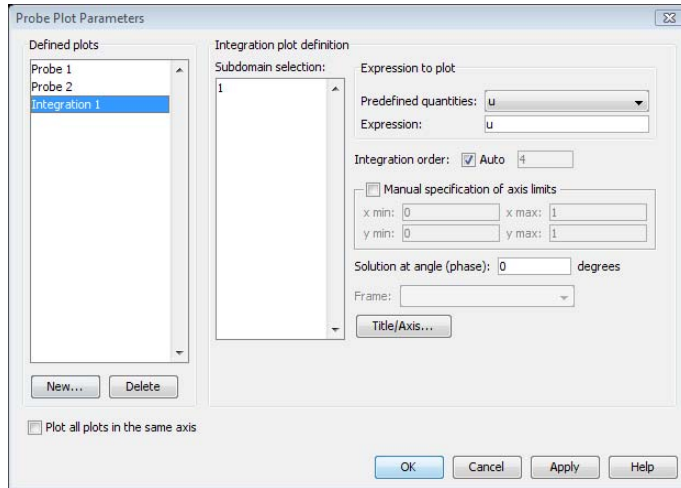 Probe Plot Parameters
Defined plots
Probe 1
Probe 2
Integration 1
New...
Delete
Integration plot definition
Subdomain selection:
1
Expression to plot
Predefined quantities: u
Expression: u
Integration order: Auto 4
Manual specification of axis limits
x min: 0 x max: 1
y min: 0 y max: 1
Solution at angle (phase): 0 degrees
Frame:
Title/Axis...
Plot all plots in the same axis
OK Cancel Apply Help